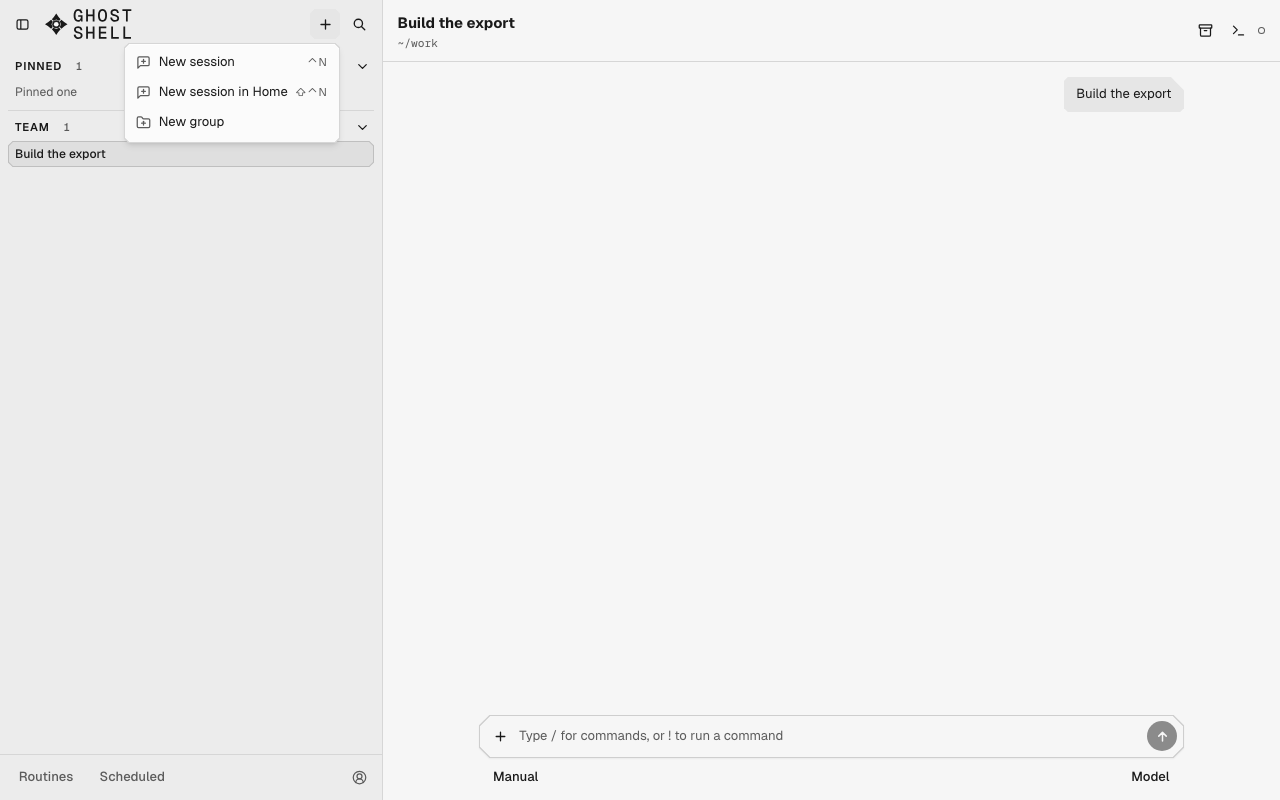 GHOST
SHELL
PINNED 1
Pinned one
TEAM 1
Build the export
New session ^N
New session in Home ⇧^N
New group
Routines
Scheduled
Build the export
~/work
Build the export
Type / for commands, or ! to run a command
Manual
Model